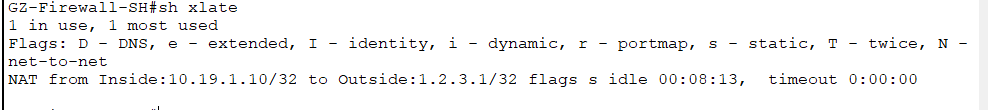 GZ-Firewall-SH#sh xlate
1 in use, 1 most used
Flags: D - DNS, e - extended, I - identity, i - dynamic, r - portmap, s - static, T - twice, N -
net-to-net
NAT from Inside:10.19.1.10/32 to Outside:1.2.3.1/32 flags s idle 00:08:13, timeout 0:00:00